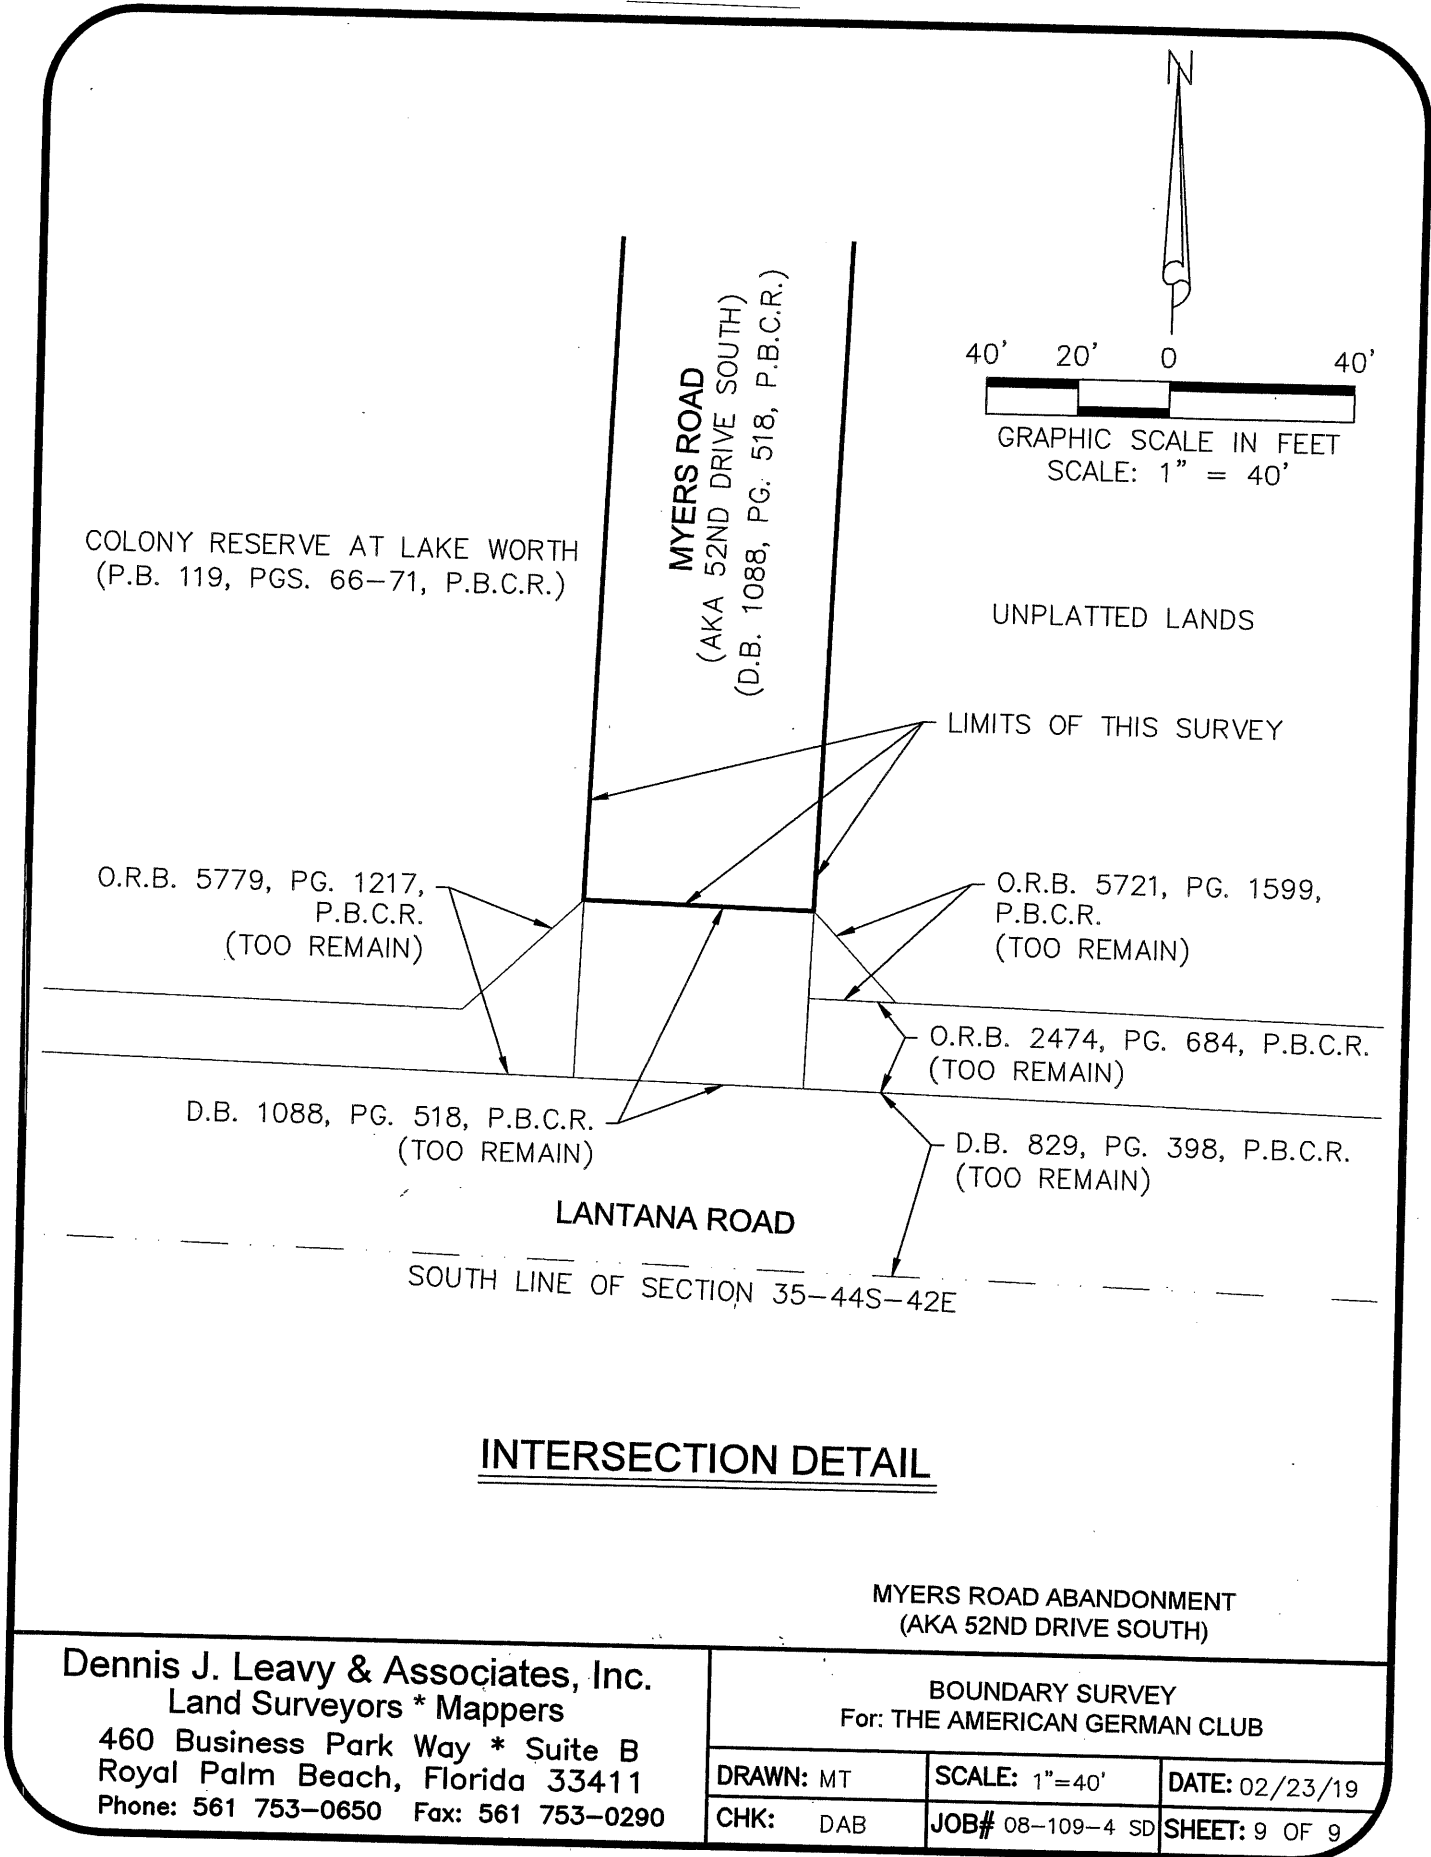 N
40' 20' 0 40'
GRAPHIC SCALE IN FEET
SCALE: 1" = 40'
MYERS ROAD
(AKA 52ND DRIVE SOUTH)
(D.B. 1088, PG. 518, P.B.C.R.)
COLONY RESERVE AT LAKE WORTH
(P.B. 119, PGS. 66-71, P.B.C.R.)
UNPLATTED LANDS
LIMITS OF THIS SURVEY
O.R.B. 5779, PG. 1217,
P.B.C.R.
(TOO REMAIN)
O.R.B. 5721, PG. 1599,
P.B.C.R.
(TOO REMAIN)
O.R.B. 2474, PG. 684, P.B.C.R.
(TOO REMAIN)
D.B. 1088, PG. 518, P.B.C.R.
(TOO REMAIN)
D.B. 829, PG. 398, P.B.C.R.
(TOO REMAIN)
LANTANA ROAD
SOUTH LINE OF SECTION 35-44S-42E
INTERSECTION DETAIL
MYERS ROAD ABANDONMENT
(AKA 52ND DRIVE SOUTH)
Dennis J. Leavy & Associates, Inc.
Land Surveyors * Mappers
460 Business Park Way * Suite B
Royal Palm Beach, Florida 33411
Phone: 561 753-0650 Fax: 561 753-0290
BOUNDARY SURVEY
For: THE AMERICAN GERMAN CLUB
DRAWN: MT SCALE: 1"=40' DATE: 02/23/19
CHK: DAB JOB# 08-109-4 SD SHEET: 9 OF 9